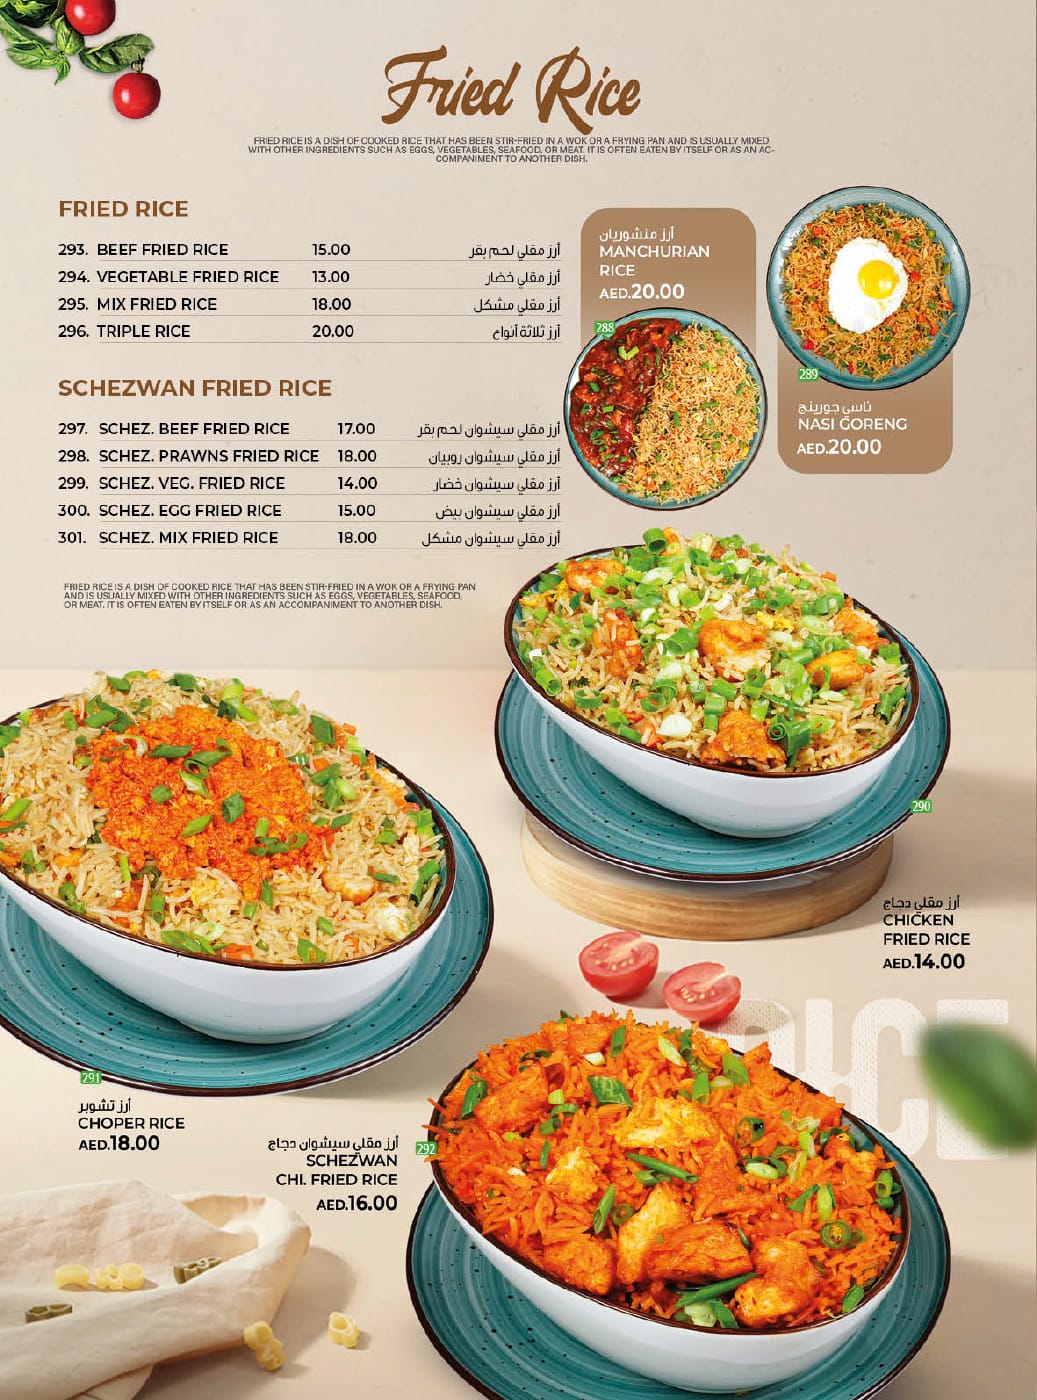 Fried Rice
FRIED RICE IS A DISH OF COOKED RICE THAT HAS BEEN STIR-FRIED IN A WOK OR A FRYING PAN AND IS USUALLY MIXED
WITH OTHER INGREDIENTS SUCH AS EGGS, VEGETABLES, SEAFOOD, OR MEAT. IT IS OFTEN EATEN BY ITSELF OR AS AN AC-
COMPANIMENT TO ANOTHER DISH.
FRIED RICE
293. BEEF FRIED RICE 15.00 أرز مقلي لحم بقر
294. VEGETABLE FRIED RICE 13.00 أرز مقلي خضار
295. MIX FRIED RICE 18.00 أرز مقلي مشكل
296. TRIPLE RICE 20.00 أرز ثلاثة أنواع
SCHEZWAN FRIED RICE
297. SCHEZ. BEEF FRIED RICE 17.00 أرز مقلي سيشوان لحم بقر
298. SCHEZ. PRAWNS FRIED RICE 18.00 أرز مقلي سيشوان روبيان
299. SCHEZ. VEG. FRIED RICE 14.00 أرز مقلي سيشوان خضار
300. SCHEZ. EGG FRIED RICE 15.00 أرز مقلي سيشوان بيض
301. SCHEZ. MIX FRIED RICE 18.00 أرز مقلي سيشوان مشكل
FRIED RICE IS A DISH OF COOKED RICE THAT HAS BEEN STIR-FRIED IN A WOK OR A FRYING PAN
AND IS USUALLY MIXED WITH OTHER INGREDIENTS SUCH AS EGGS, VEGETABLES, SEAFOOD,
OR MEAT. IT IS OFTEN EATEN BY ITSELF OR AS AN ACCOMPANIMENT TO ANOTHER DISH.
أرز منشوريان
MANCHURIAN
RICE
AED.20.00
288
289
ناسي جورينج
NASI GORENG
AED.20.00
290
أرز مقلي دجاج
CHICKEN
FRIED RICE
AED.14.00
RICE
291
أرز تشوبر
CHOPER RICE
AED.18.00
292
أرز مقلي سيشوان دجاج
SCHEZWAN
CHI. FRIED RICE
AED.16.00